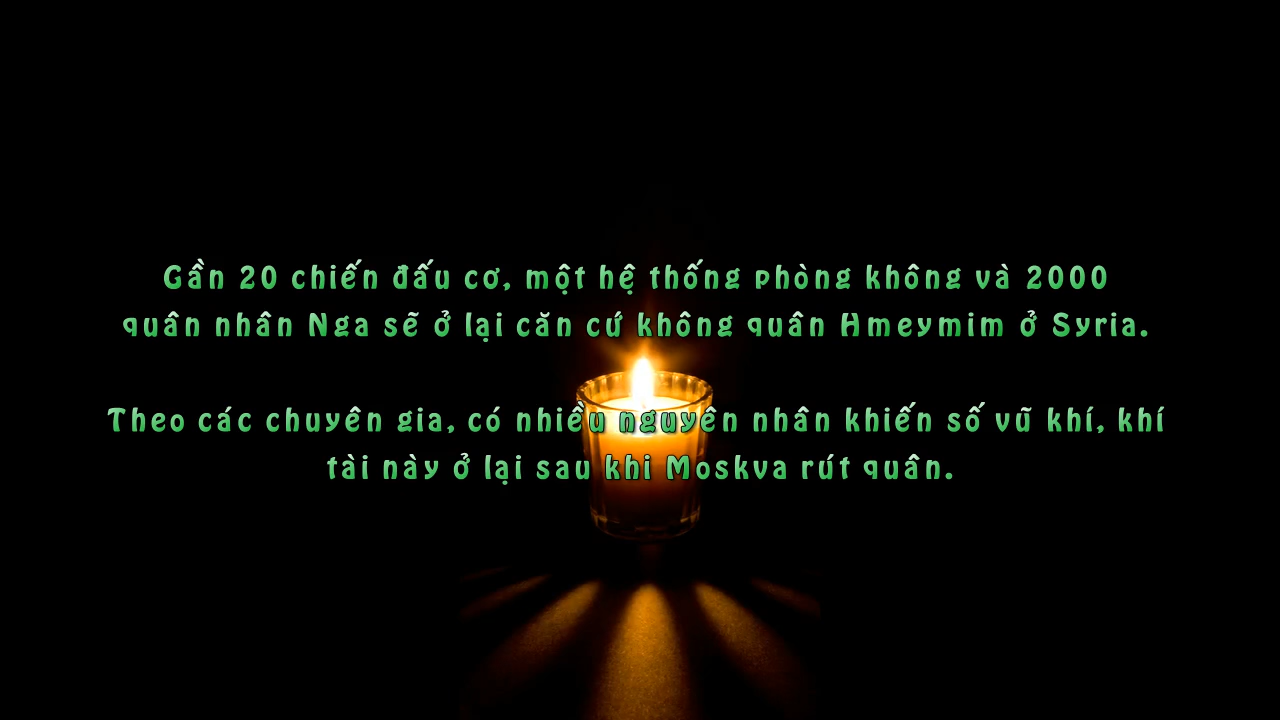 Gần 20 chiến đấu cơ, một hệ thống phòng không và 2000
quân nhân Nga sẽ ở lại căn cứ không quân Hmeymim ở Syria.
Theo các chuyên gia, có nhiều nguyên nhân khiến số vũ khí, khí
tài này ở lại sau khi Moskva rút quân.